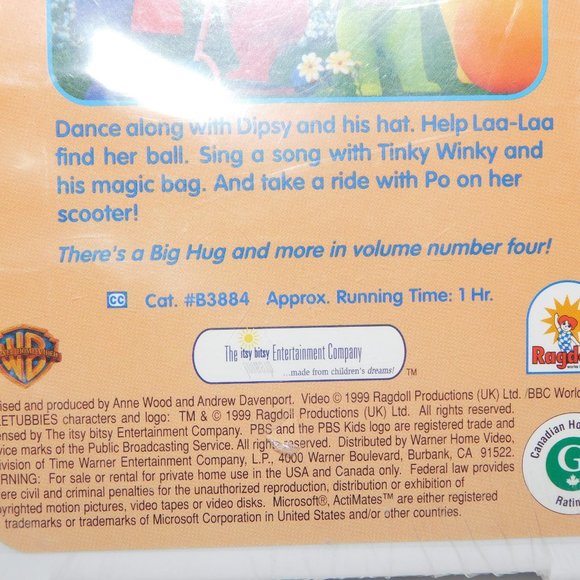 Dance along with Dipsy and his hat. Help Laa-Laa
find her ball. Sing a song with Tinky Winky and
his magic bag. And take a ride with Po on her
scooter!
There's a Big Hug and more in volume number four!
CC Cat. #B3884 Approx. Running Time: 1 Hr.
WB
The itsy bitsy Entertainment Company
...made from children's dreams! ™
Ragdo
ised and produced by Anne Wood and Andrew Davenport. Video © 1999 Ragdoll Productions (UK) Ltd. /BBC World
ETUBBIES characters and logo: TM & © 1999 Ragdoll Productions (UK) Ltd. All rights reserved.
ensed by The itsy bitsy Entertainment Company. PBS and the PBS Kids logo are registered trade and
vice marks of the Public Broadcasting Service. All rights reserved. Distributed by Warner Home Video,
ivision of Time Warner Entertainment Company, L.P., 4000 Warner Boulevard, Burbank, CA 91522.
RNING: For sale or rental for private home use in the USA and Canada only. Federal law provides
ere civil and criminal penalties for the unauthorized reproduction, distribution or exhibition of
pyrighted motion pictures, video tapes or video disks. Microsoft®, ActiMates® are either registered
trademarks or trademarks of Microsoft Corporation in United States and/or other countries.
Canadian Ho
G
Ratin